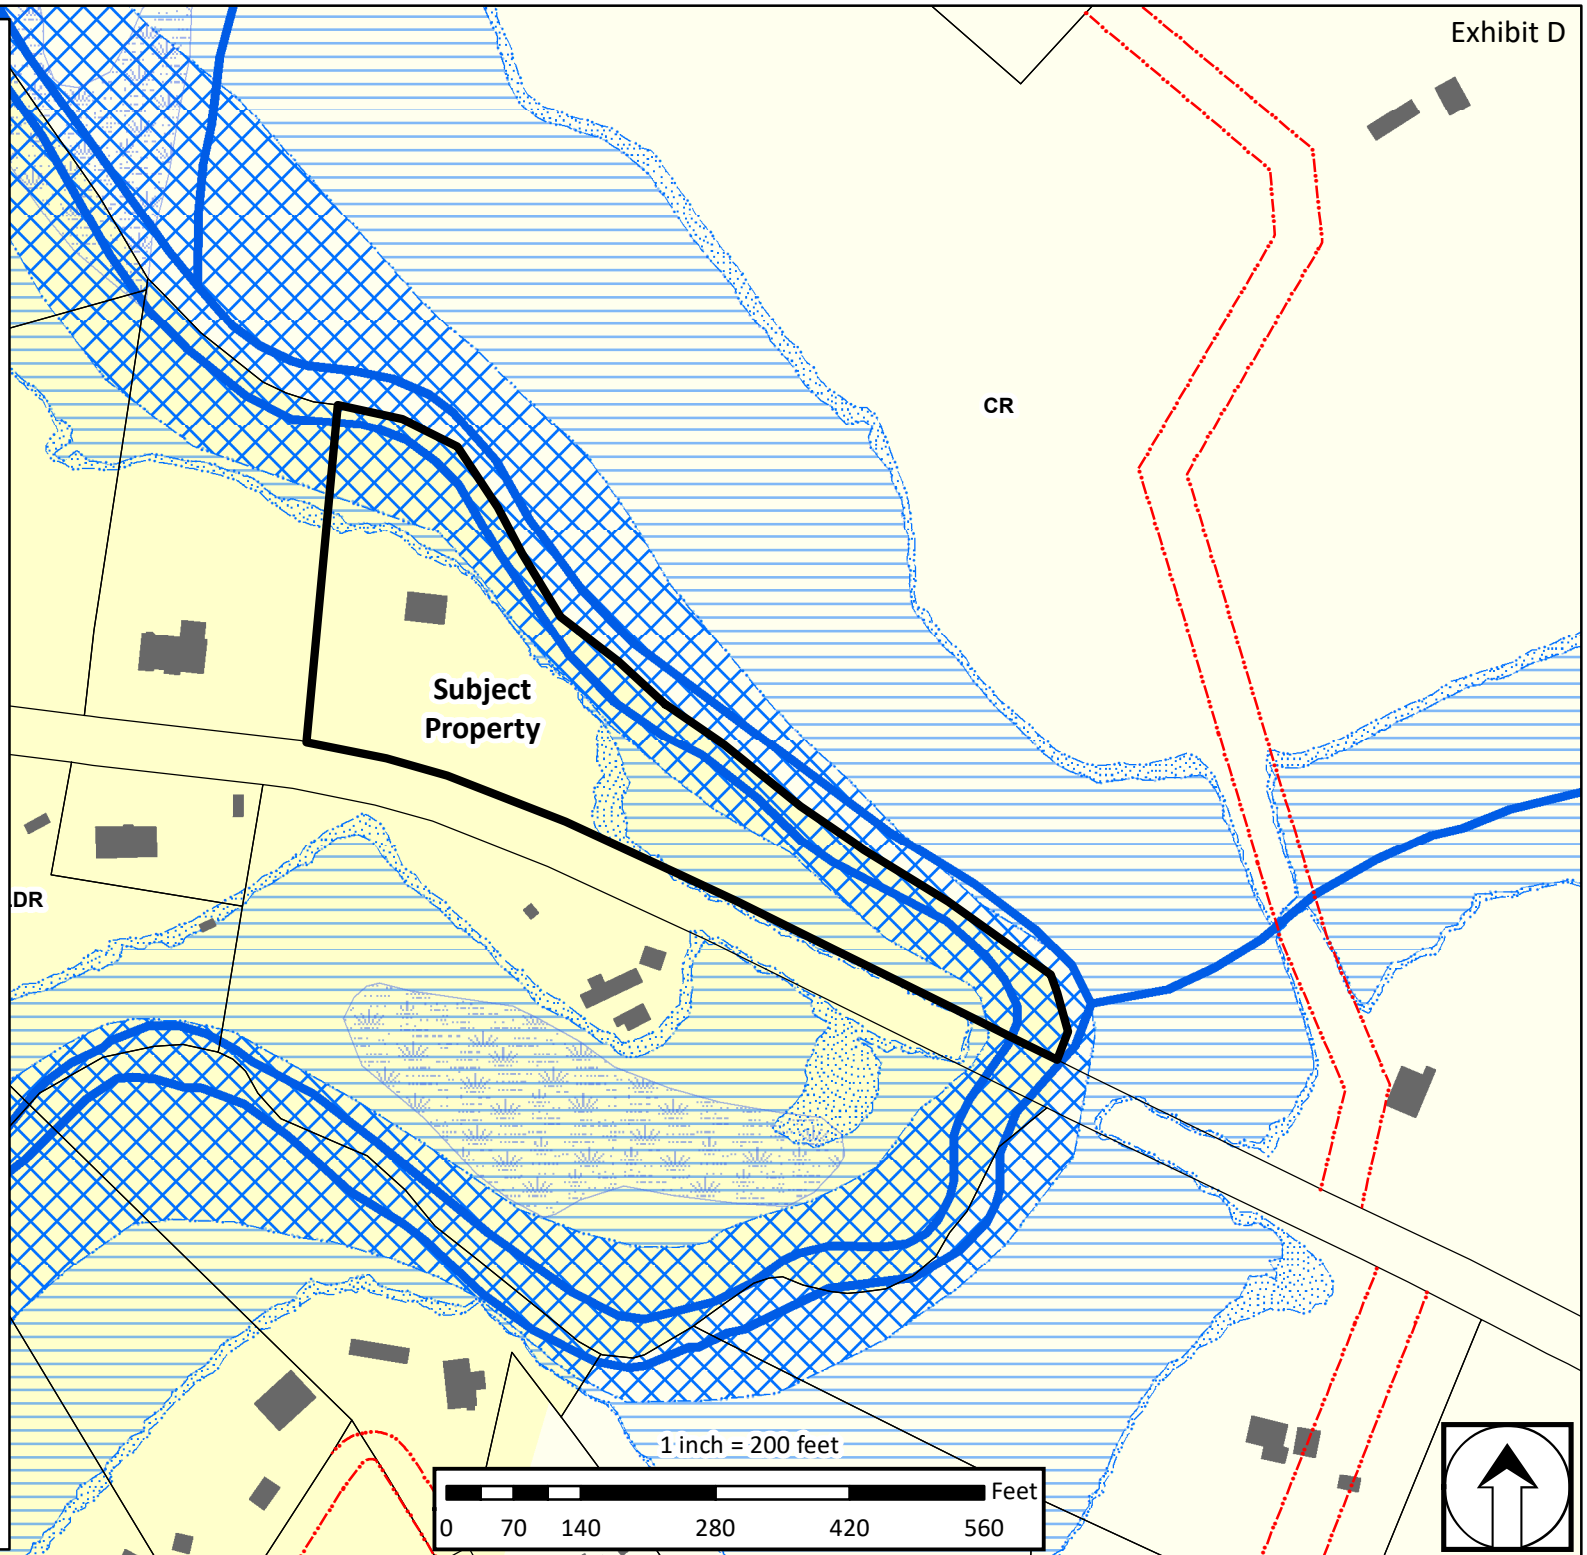 Exhibit D
CR
Subject
Property
.DR
1 inch = 200 feet
Feet
0 70 140 280 420 560